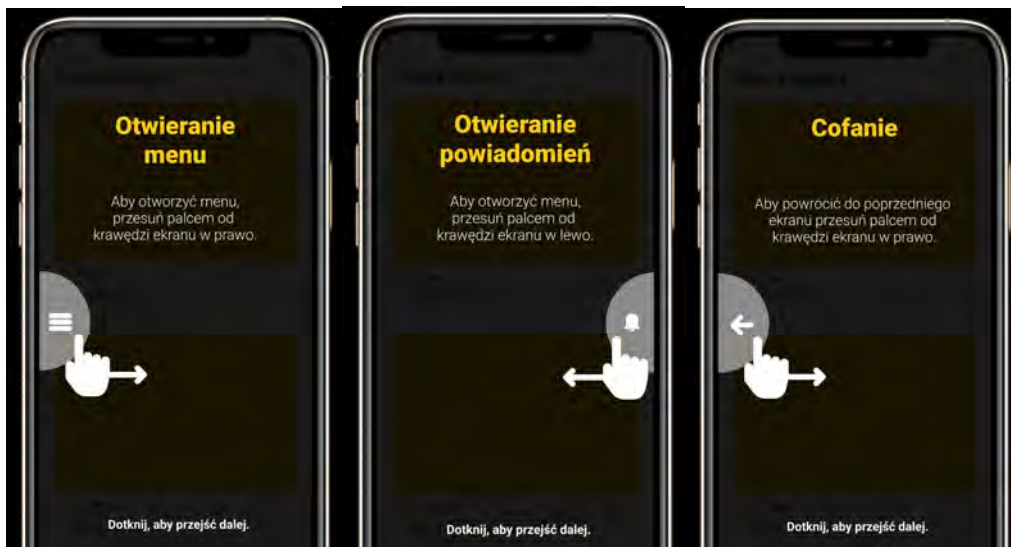 Otwieranie
menu
Aby otworzyć menu,
przesuń palcem od
krawędzi ekranu w prawo.
Dotknij, aby przejść dalej.
Otwieranie
powiadomień
Aby otworzyć menu,
przesuń palcem od
krawędzi ekranu w lewo.
Dotknij, aby przejść dalej.
Cofanie
Aby powrócić do poprzedniego
ekranu przesuń palcem od
krawędzi ekranu w prawo.
Dotknij, aby przejść dalej.